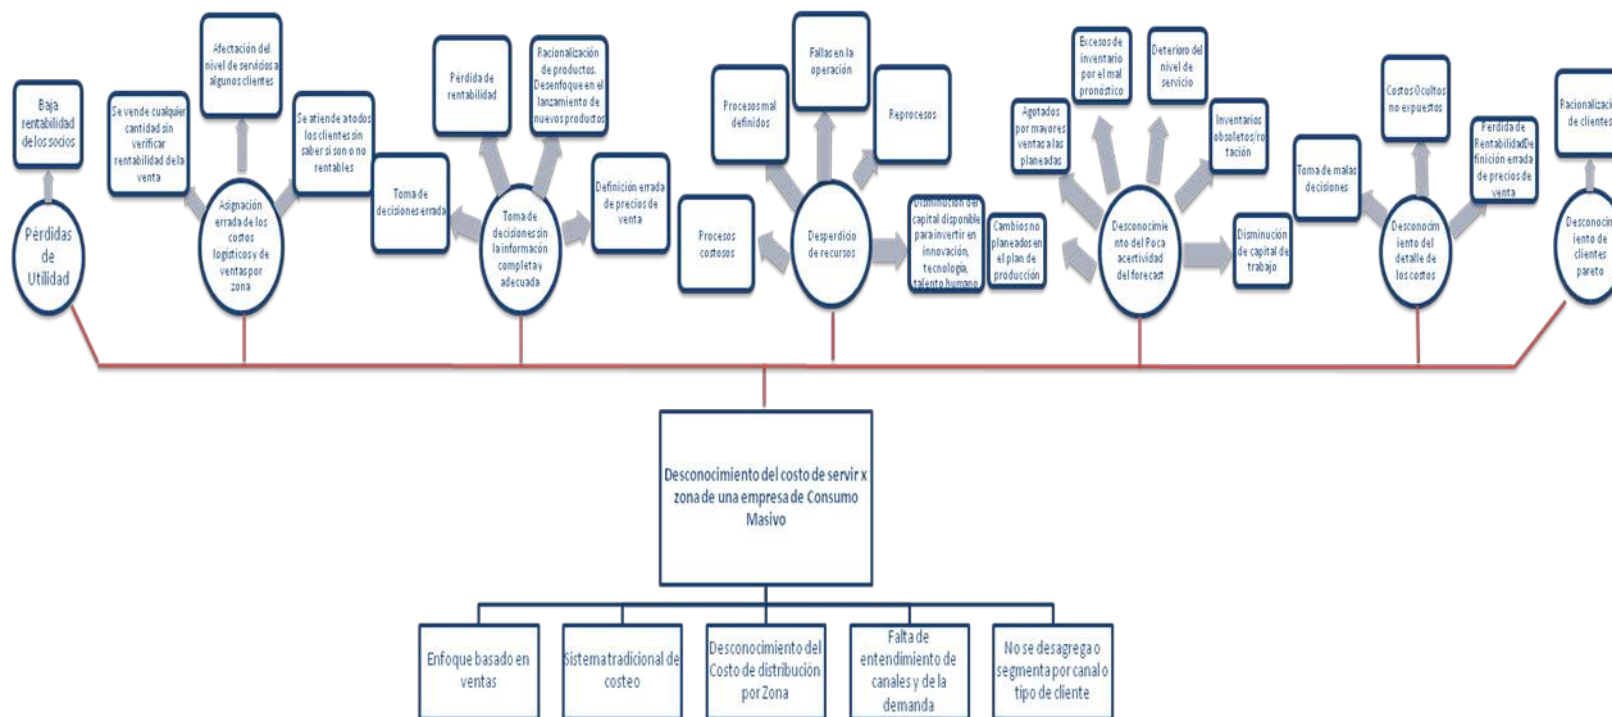 Baja
rentabilidad
de los socios
Pérdidas
de
Utilidad
Se vende cualquier
cantidad sin
verificar
rentabilidad de la
venta
Afectación del
nivel de servicios a
algunos clientes
Se atiende a todos
los clientes sin
saber si son o no
rentables
Asignación
errada de los
costos
logísticos y de
ventas por
zona
Toma de
decisiones errada
Pérdida de
rentabilidad
Racionalización
de productos.
Desenfoque en el
lanzamiento de
nuevos productos
Definición errada
de precios de
venta
Toma de
decisiones sin
la información
completa y
adecuada
Procesos
costosos
Procesos mal
definidos
Fallas en la
operación
Reprocesos
Disminución del
capital disponible
para invertir en
innovación,
tecnología,
talento humano
Desperdicio
de recursos
Cambios no
planeados en
el plan de
producción
Agotados
por mayores
ventas a las
planeadas
Excesos de
inventario
por el mal
pronóstico
Deterioro del
nivel de
servicio
Inventarios
obsoletos/ro
tación
Disminución
de capital de
trabajo
Desconocimie
nto del Poca
acertividad
del forecast
Toma de malas
decisiones
Costos Ocultos
no expuestos
Perdida de
RentabilidadDe
finición errada
de precios de
venta
Desconocim
iento del
detalle de
los costos
Racionalizaci
de clientes
Desconocim
iento de
clientes
pareto
Desconocimiento del costo de servir x
zona de una empresa de Consumo
Masivo
Enfoque basado en
ventas
Sistema tradicional de
costeo
Desconocimiento del
Costo de distribución
por Zona
Falta de
entendimiento de
canales y de la
demanda
No se desagrega o
segmenta por canal o
tipo de cliente